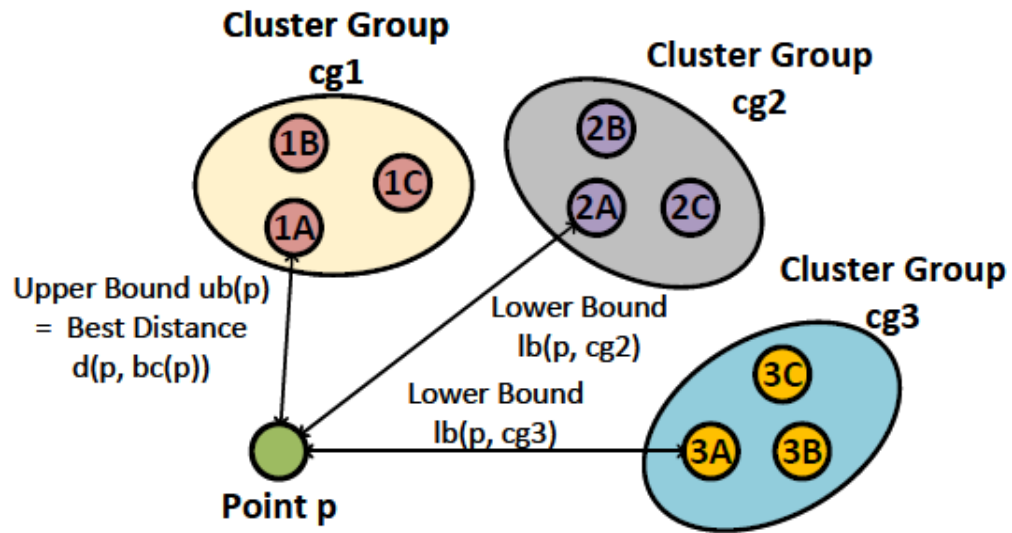 Cluster Group
cg1
1B
1C
1A
Cluster Group
cg2
2B
2A
2C
Upper Bound ub(p)
= Best Distance
d(p, bc(p))
Lower Bound
lb(p, cg2)
Cluster Group
cg3
3C
3A
3B
Lower Bound
lb(p, cg3)
Point p